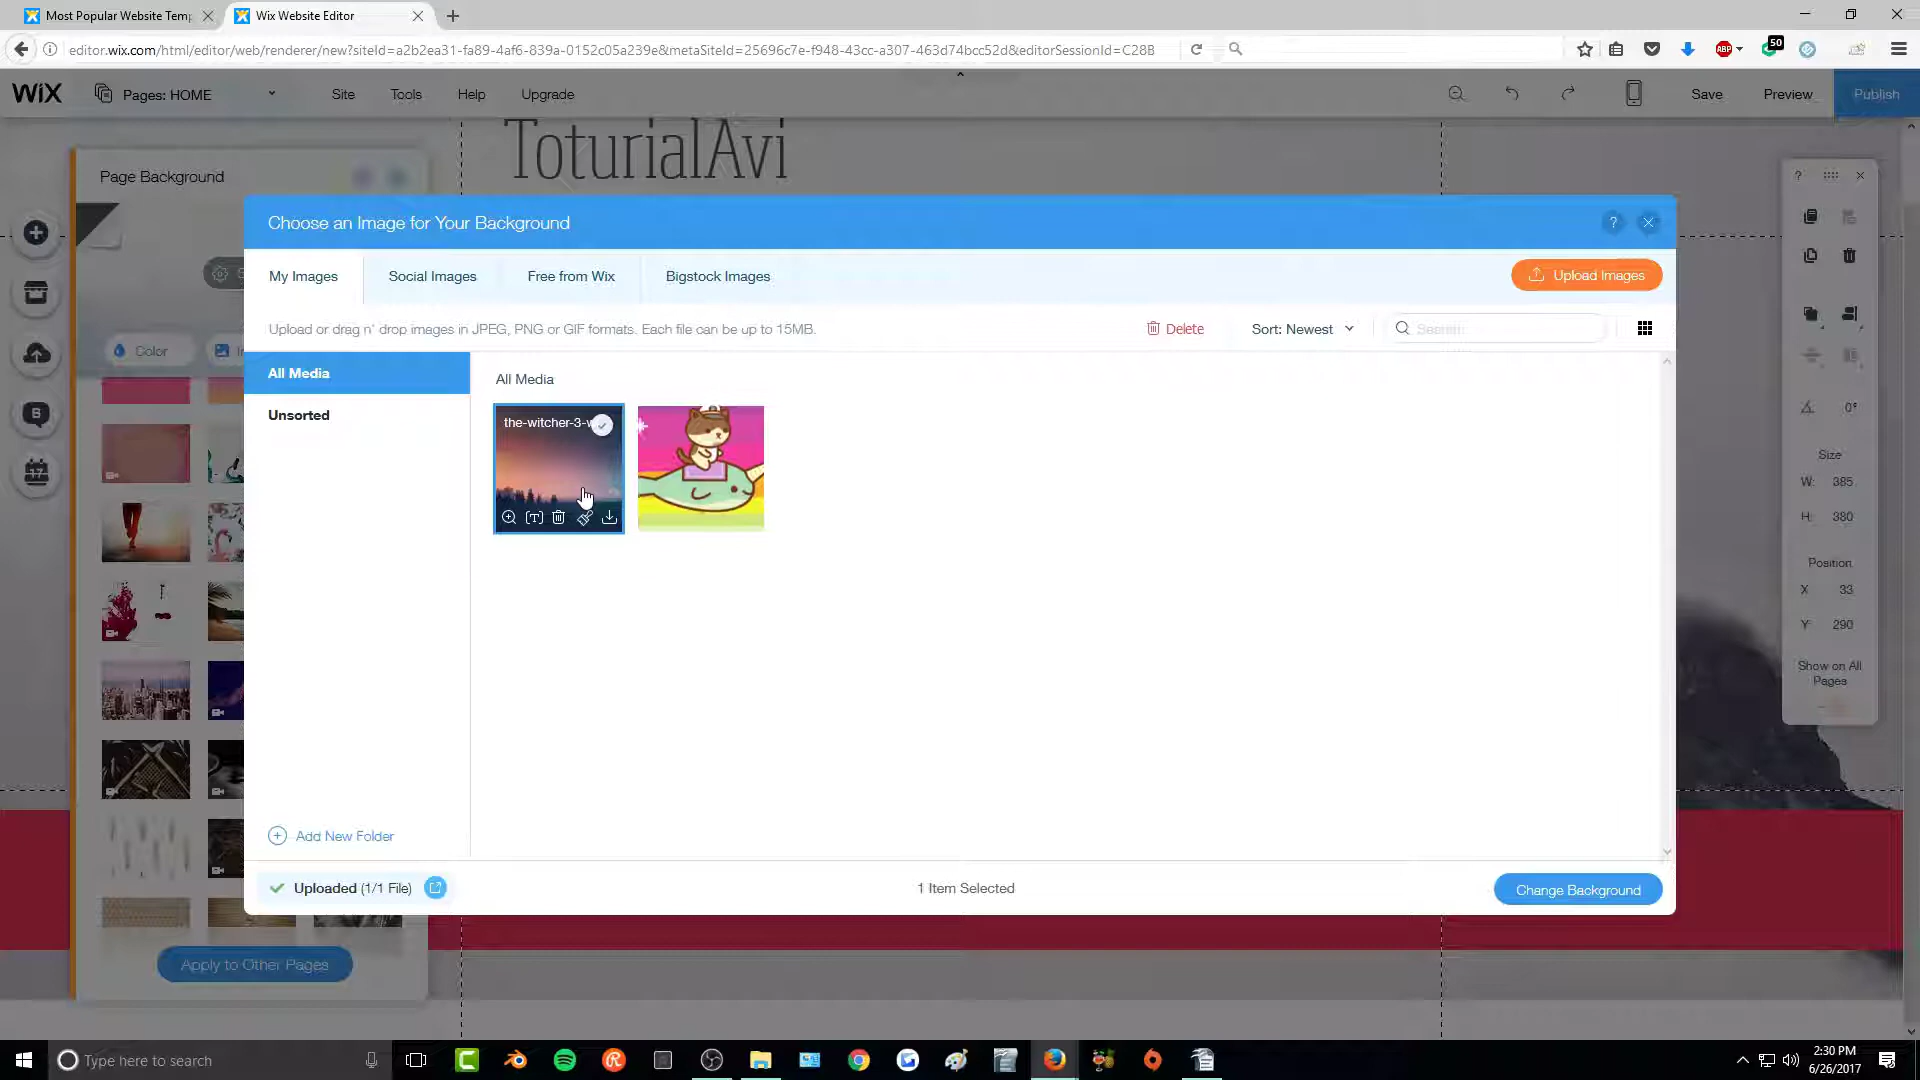 Most Popular Website Temp
Wix Website Editor
editor.wix.com/html/editor/web/renderer/new?siteId=a2b2ea31-fa89-4af6-839a-0152c05a239e&metaSiteId=25696c7e-f948-43cc-a307-463d74bcc52d&editorSessionId=C28B
ABP
50
WiX
Pages: HOME
Site
Tools
Help
Upgrade
Save
Preview
Publish
ToturialAvi
Page Background
Choose an Image for Your Background
?
My Images
Social Images
Free from Wix
Bigstock Images
Upload Images
Upload or drag n' drop images in JPEG, PNG or GIF formats. Each file can be up to 15MB.
Delete
Sort: Newest
Search
Color
All Media
Unsorted
All Media
the-witcher-3-w
?
0°
Size
W: 385
H: 380
Position
X 33
Y: 290
Show on All
Pages
Add New Folder
Uploaded (1/1 File)
1 Item Selected
Change Background
Apply to Other Pages
Type here to search
2:30 PM
6/26/2017